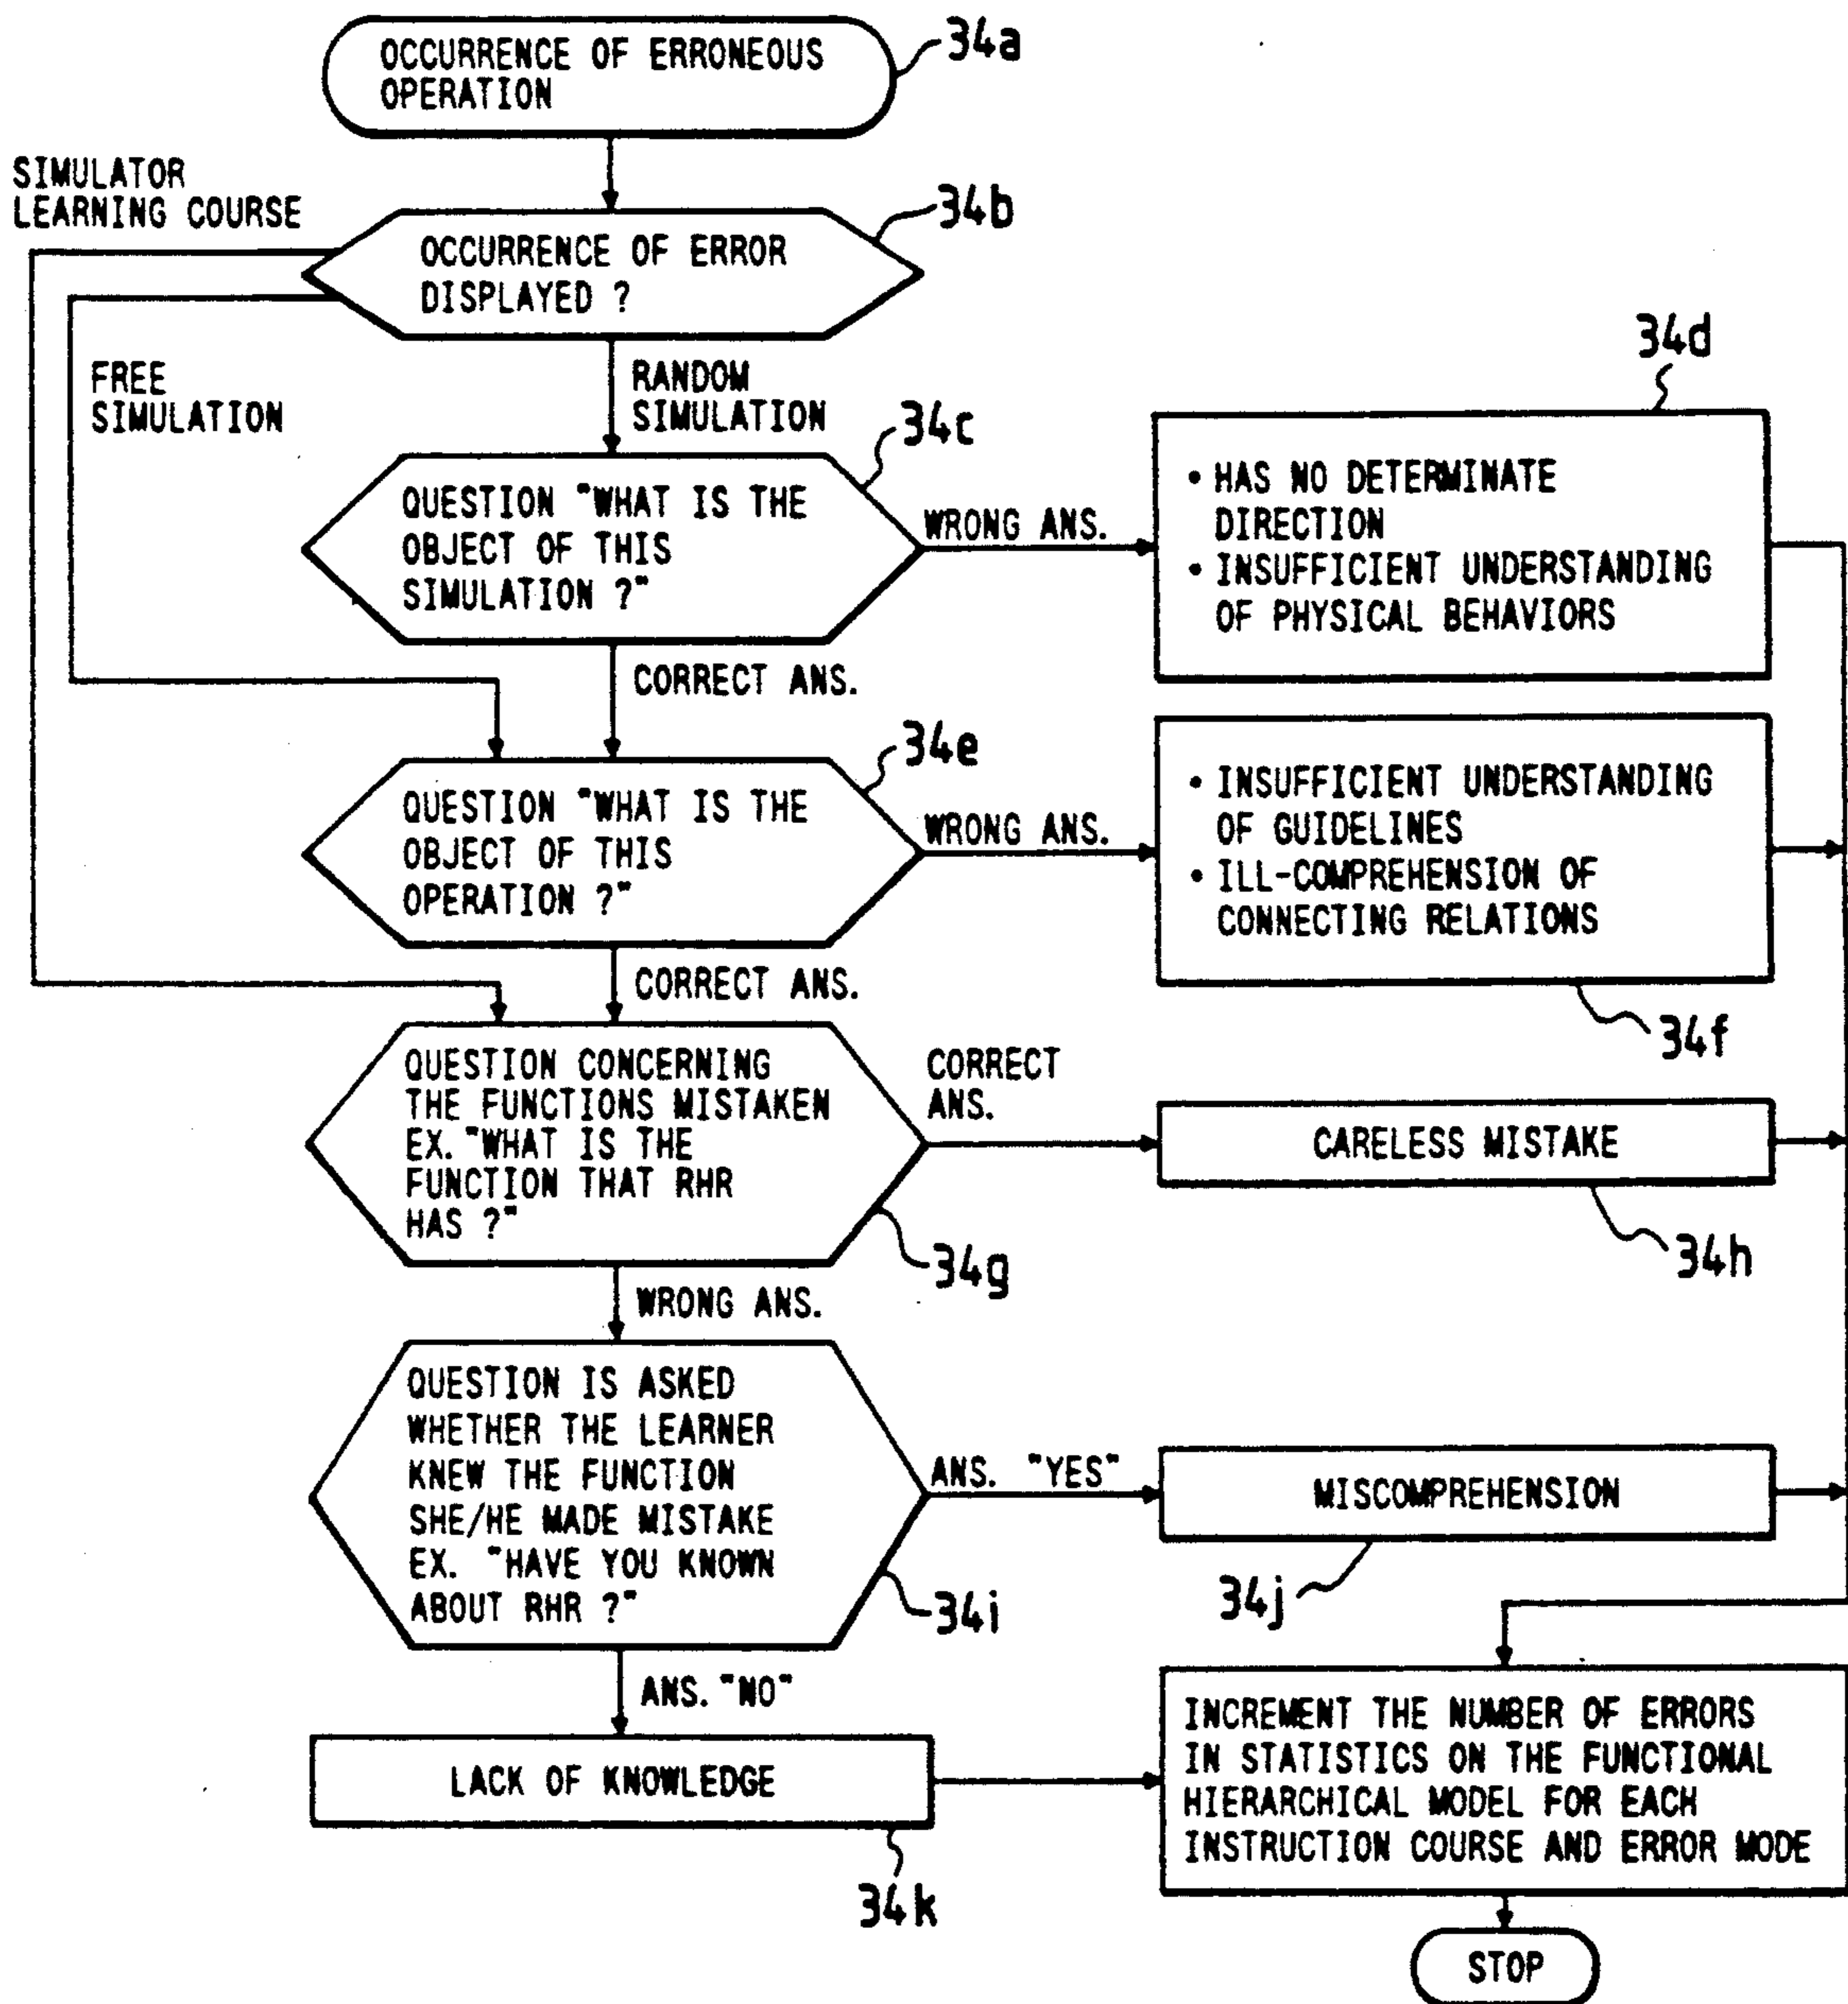 OCCURRENCE OF ERRONEOUS
OPERATION
34a
SIMULATOR
LEARNING COURSE
34b
OCCURRENCE OF ERROR
DISPLAYED ?
FREE
SIMULATION
RANDOM
SIMULATION
34c
QUESTION "WHAT IS THE
OBJECT OF THIS
SIMULATION ?"
WRONG ANS.
34d
• HAS NO DETERMINATE
DIRECTION
• INSUFFICIENT UNDERSTANDING
OF PHYSICAL BEHAVIORS
CORRECT ANS.
34e
QUESTION "WHAT IS THE
OBJECT OF THIS
OPERATION ?"
WRONG ANS.
• INSUFFICIENT UNDERSTANDING
OF GUIDELINES
• ILL-COMPREHENSION OF
CONNECTING RELATIONS
34f
CORRECT ANS.
QUESTION CONCERNING
THE FUNCTIONS MISTAKEN
EX. "WHAT IS THE
FUNCTION THAT RHR
HAS ?"
34g
CORRECT
ANS.
CARELESS MISTAKE
34h
WRONG ANS.
QUESTION IS ASKED
WHETHER THE LEARNER
KNEW THE FUNCTION
SHE/HE MADE MISTAKE
EX. "HAVE YOU KNOWN
ABOUT RHR ?"
34i
ANS. "YES"
MISCOMPREHENSION
34j
ANS. "NO"
LACK OF KNOWLEDGE
34k
INCREMENT THE NUMBER OF ERRORS
IN STATISTICS ON THE FUNCTIONAL
HIERARCHICAL MODEL FOR EACH
INSTRUCTION COURSE AND ERROR MODE
STOP